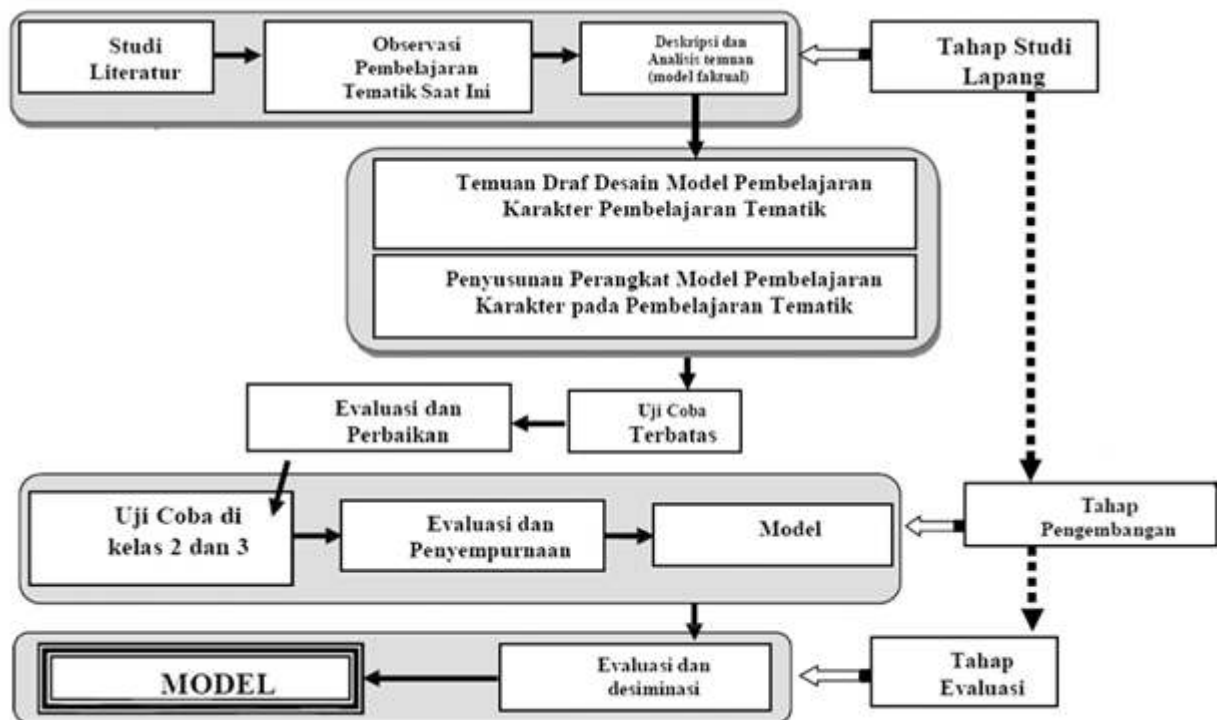 Studi
Literatur
Observasi
Pembelajaran
Tematik Saat Ini
Deskripsi dan
Analisis temuan
(model faktual)
Tahap Studi
Lapang
Temuan Draf Desain Model Pembelajaran
Karakter Pembelajaran Tematik
Penyusunan Perangkat Model Pembelajaran
Karakter pada Pembelajaran Tematik
Evaluasi dan
Perbaikan
Uji Coba
Terbatas
Uji Coba di
kelas 2 dan 3
Evaluasi dan
Penyempurnaan
Model
Tahap
Pengembangan
MODEL
Evaluasi dan
desiminasi
Tahap
Evaluasi